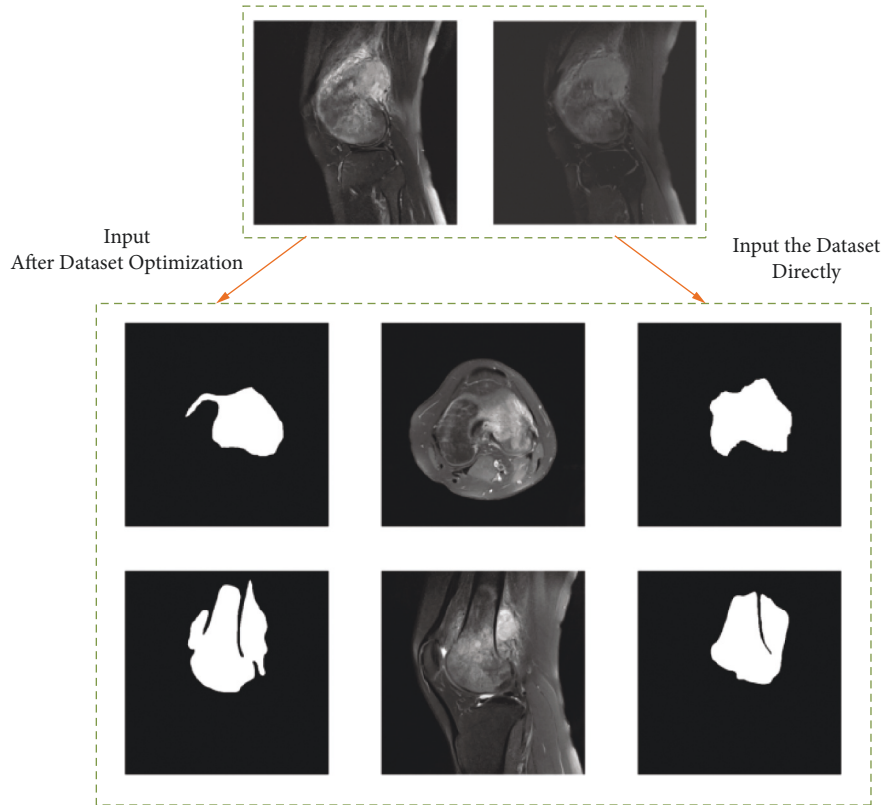 Input
After Dataset Optimization
Input the Dataset
Directly